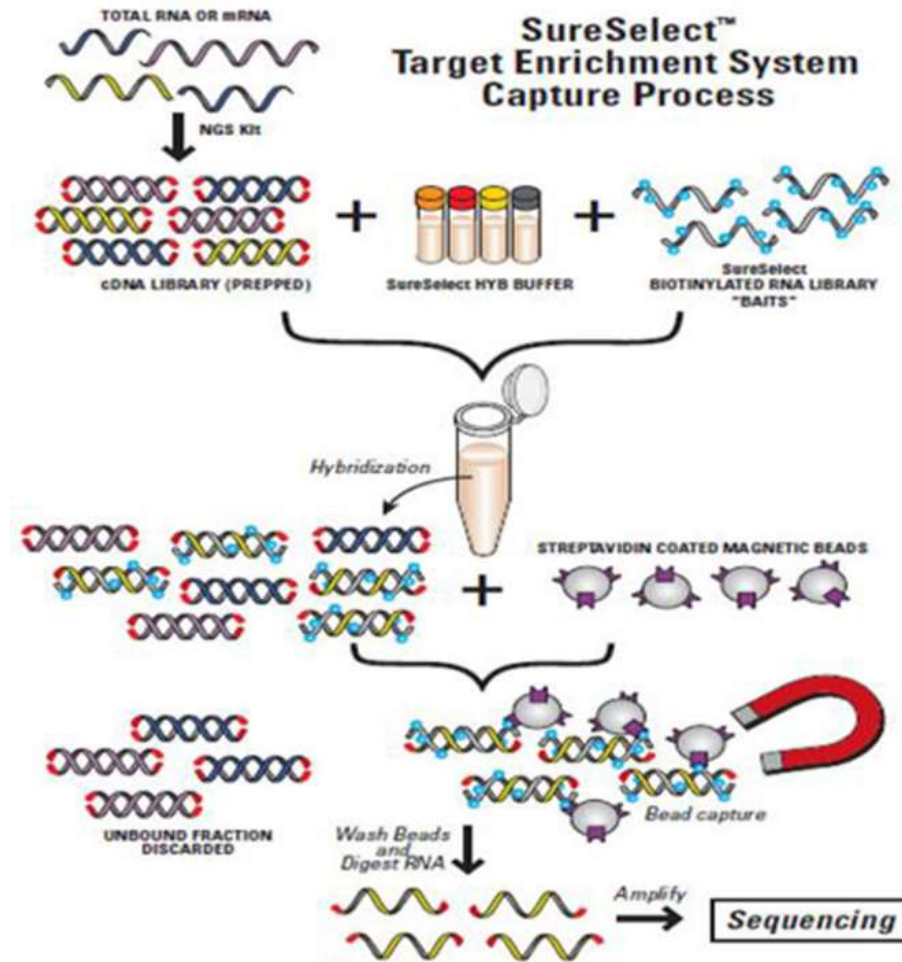 TOTAL RNA OR mRNA
SureSelect™
Target Enrichment System
Capture Process
NGS Kit
cDNA LIBRARY (PREPPED)
SureSelect HYB BUFFER
SureSelect
BIOTINYLATED RNA LIBRARY
"BAITS"
Hybridization
STREPTAVIDIN COATED MAGNETIC BEADS
UNBOUND FRACTION
DISCARDED
Bead capture
Wash Beads
and
Digest RNA
Amplify
Sequencing